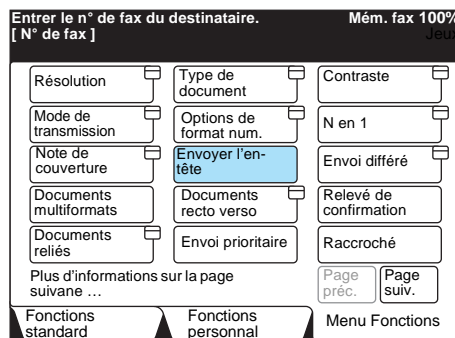 Entrer le n° de fax du destinataire. Mém. fax 100%
[ N° de fax ] Jeux
Résolution Type de Contraste
document
Mode de Options de N en 1
transmission format num.
Note de Envoyer l'en- Envoi différé
couverture tête
Documents Documents Relevé de
multiformats recto verso confirmation
Documents Envoi prioritaire Raccroché
reliés
Plus d'informations sur la page Page Page
suivane ... préc. suiv.
Fonctions Fonctions Menu Fonctions
standard personnal